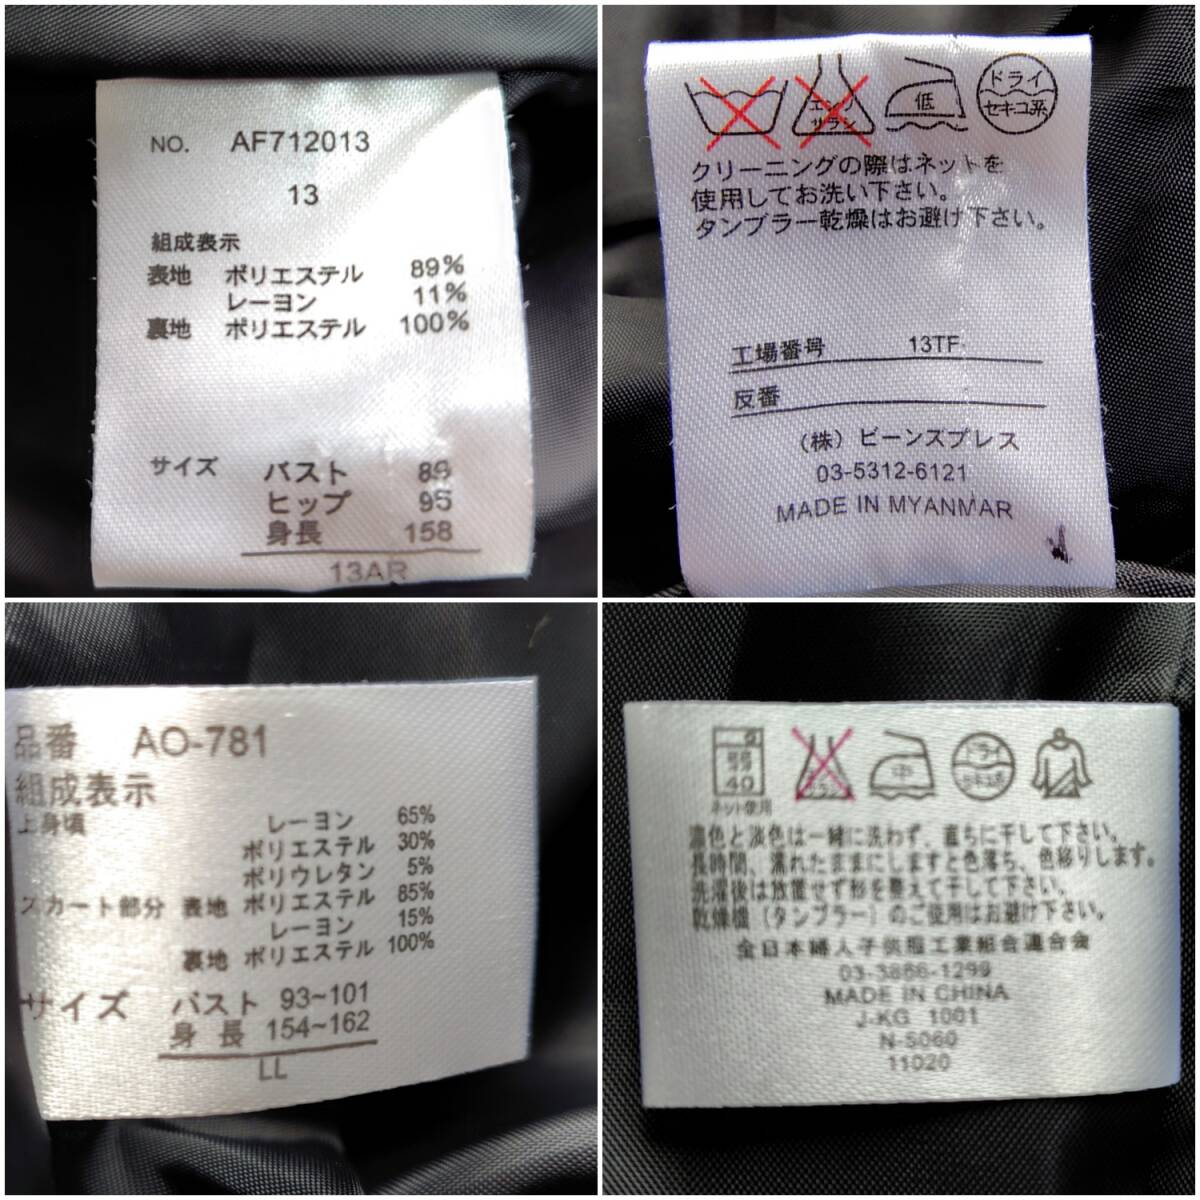 NO. AF712013
13
組成表示
表地 ポリエステル 89%
レーヨン 11%
裏地 ポリエステル 100%
サイズ バスト 89
ヒップ 95
身長 158
13AR
エンソ サラン
低
ドライ
セキユ系
クリーニングの際はネットを
使用してお洗い下さい。
タンブラー乾燥はお避け下さい。
工場番号 13TF
反番
(株)ビーンズプレス
03-5312-6121
MADE IN MYANMAR
品番 AO-781
組成表示
上身頃 レーヨン 65%
ポリエステル 30%
ポリウレタン 5%
スカート部分 表地 ポリエステル 85%
レーヨン 15%
裏地 ポリエステル 100%
サイズ バスト 93~101
身長 154~162
LL
弱
40
中
ドライ
セキユ系
ネット使用
濃色と淡色は一緒に洗わず、直ちに干して下さい。
長時間、濡れたままにしますと色落ち、色移りします。
洗濯後は放置せず形を整えて干して下さい。
乾燥機(タンブラー)のご使用はお避け下さい。
全日本婦人子供服工業組合連合会
03-3866-1299
MADE IN CHINA
J-KG 1001
N-5060
11020